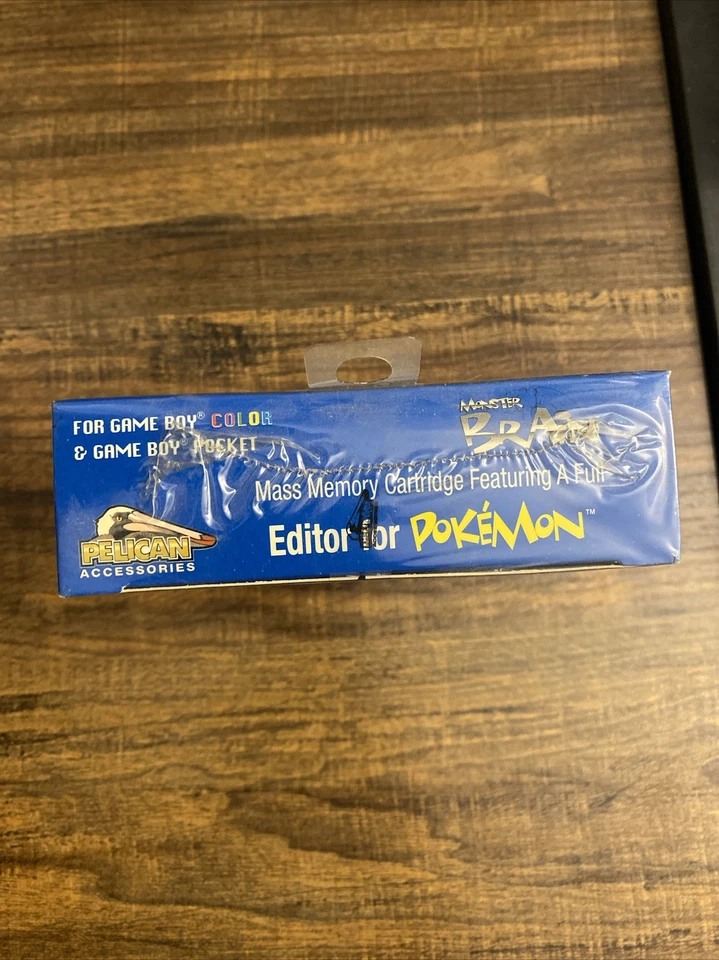 FOR GAME BOY® COLOR
& GAME BOY® POCKET
MONSTER
BRAIN
Mass Memory Cartridge Featuring A Full
Editor for POKÉMON™
PELICAN
ACCESSORIES